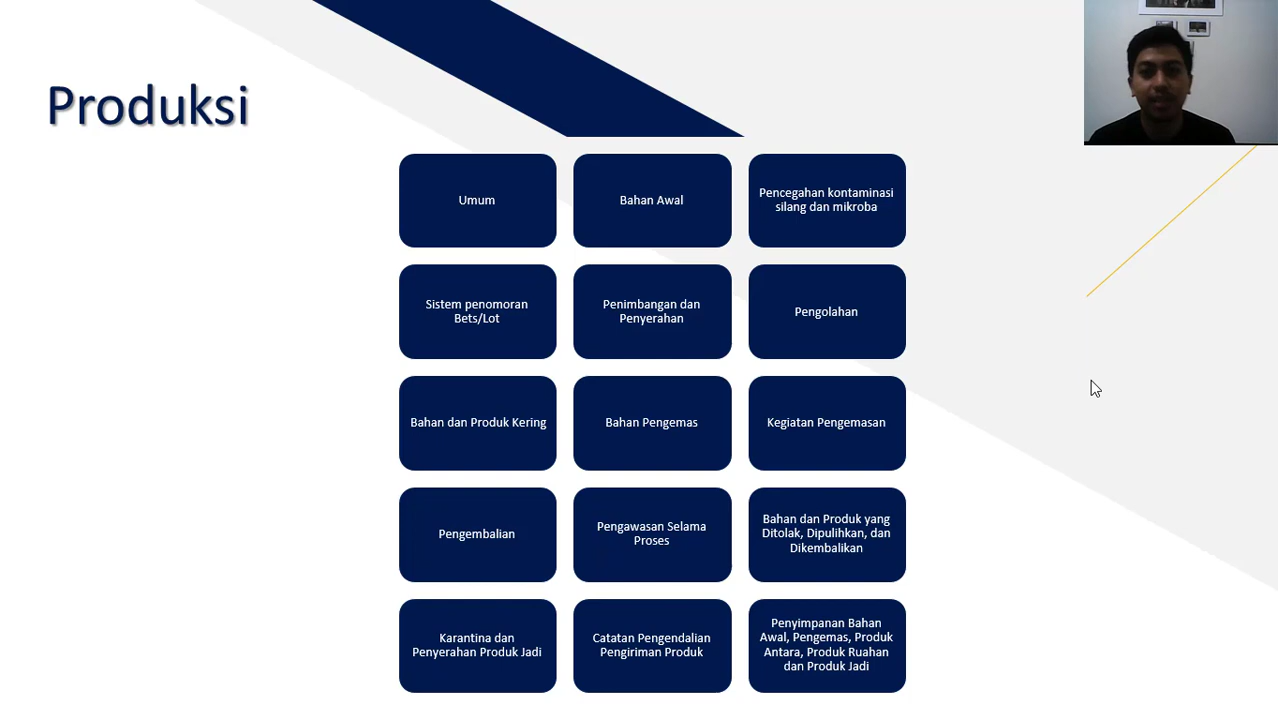 Produksi
Umum
Bahan Awal
Pencegahan kontaminasi
silang dan mikroba
Sistem penomoran
Bets/Lot
Penimbangan dan
Penyerahan
Pengolahan
Bahan dan Produk Kering
Bahan Pengemas
Kegiatan Pengemasan
Pengembalian
Pengawasan Selama
Proses
Bahan dan Produk yang
Ditolak, Dipulihkan, dan
Dikembalikan
Karantina dan
Penyerahan Produk Jadi
Catatan Pengendalian
Pengiriman Produk
Penyimpanan Bahan
Awal, Pengemas, Produk
Antara, Produk Ruahan
dan Produk Jadi